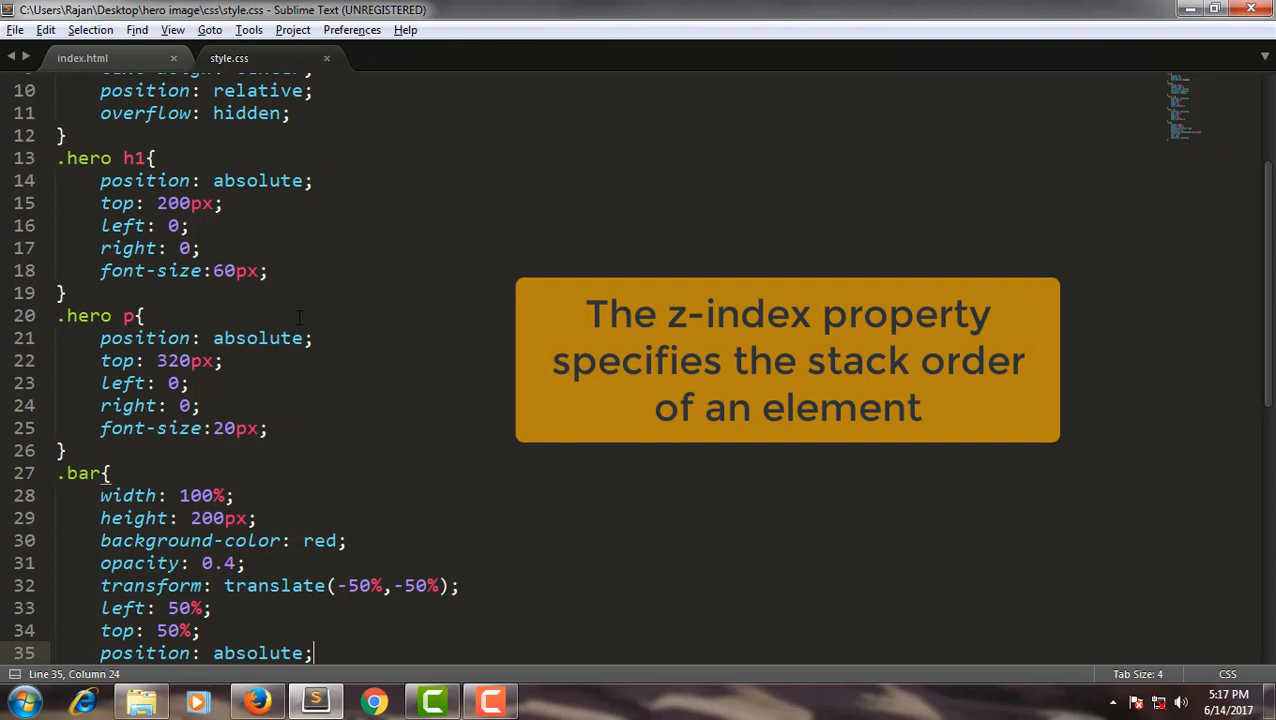 C:\Users\Rajan\Desktop\hero image\css\style.css - Sublime Text (UNREGISTERED)
File Edit Selection Find View Goto Tools Project Preferences Help
index.html × style.css ×
10 position: relative;
11 overflow: hidden;
12 }
13 .hero h1{
14 position: absolute;
15 top: 200px;
16 left: 0;
17 right: 0;
18 font-size:60px;
19 }
20 .hero p{
21 position: absolute;
22 top: 320px;
23 left: 0;
24 right: 0;
25 font-size:20px;
26 }
27 .bar{
28 width: 100%;
29 height: 200px;
30 background-color: red;
31 opacity: 0.4;
32 transform: translate(-50%,-50%);
33 left: 50%;
34 top: 50%;
35 position: absolute;
The z-index property
specifies the stack order
of an element
Line 35, Column 24 Tab Size: 4 CSS
5:17 PM
6/14/2017